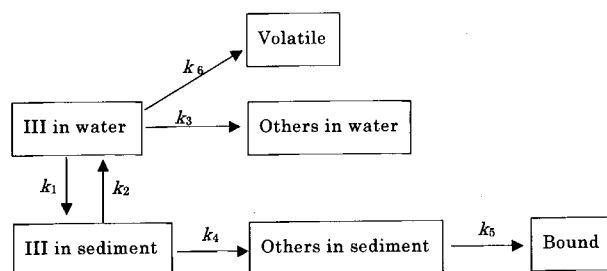 Volatile
k6
III in water
k3
Others in water
k1
k2
III in sediment
k4
Others in sediment
k5
Bound